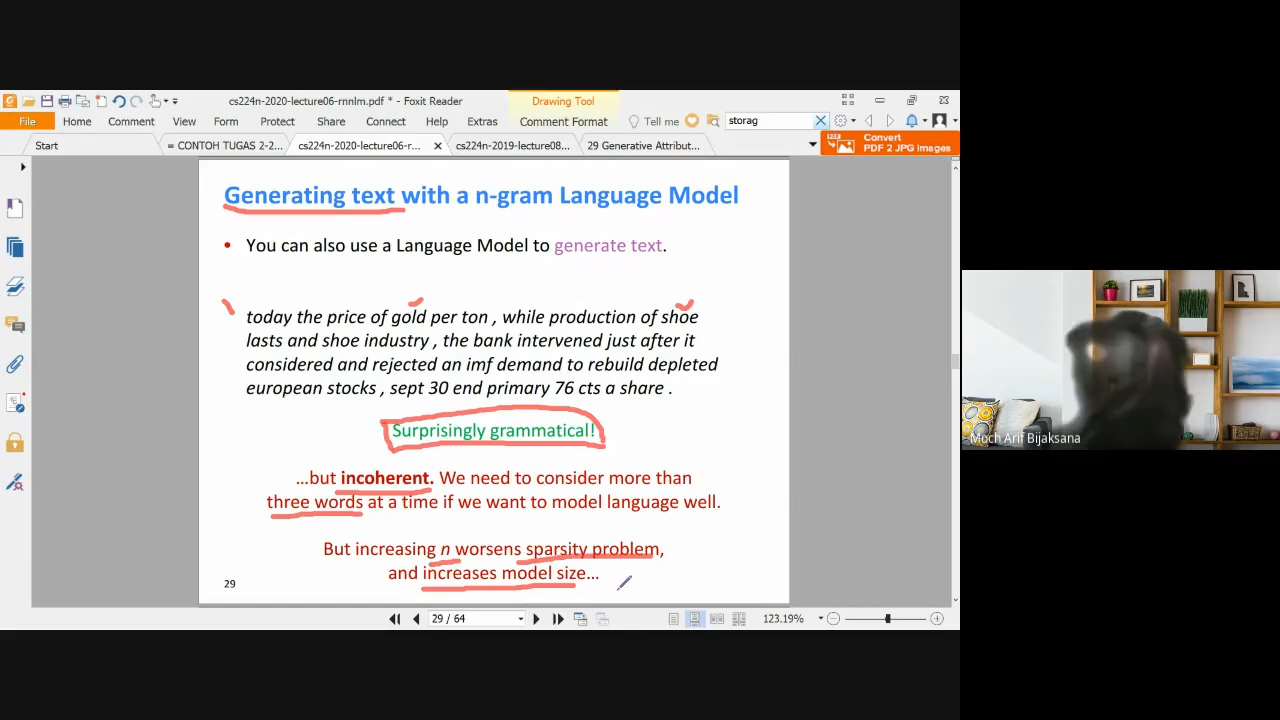 cs224n-2020-lecture06-rnnlm.pdf * - Foxit Reader
Drawing Tool
File Home Comment View Form Protect Share Connect Help Extras Comment Format Tell me storag
Start = CONTOH TUGAS 2-2... cs224n-2020-lecture06-r... cs224n-2019-lecture08... 29 Generative Attribut...
Convert
PDF 2 JPG Images
Generating text with a n-gram Language Model
• You can also use a Language Model to generate text.
today the price of gold per ton , while production of shoe
lasts and shoe industry , the bank intervened just after it
considered and rejected an imf demand to rebuild depleted
european stocks , sept 30 end primary 76 cts a share .
Surprisingly grammatical!
...but incoherent. We need to consider more than
three words at a time if we want to model language well.
But increasing n worsens sparsity problem,
and increases model size...
29
29 / 64
123.19%
Moch Arif Bijaksana